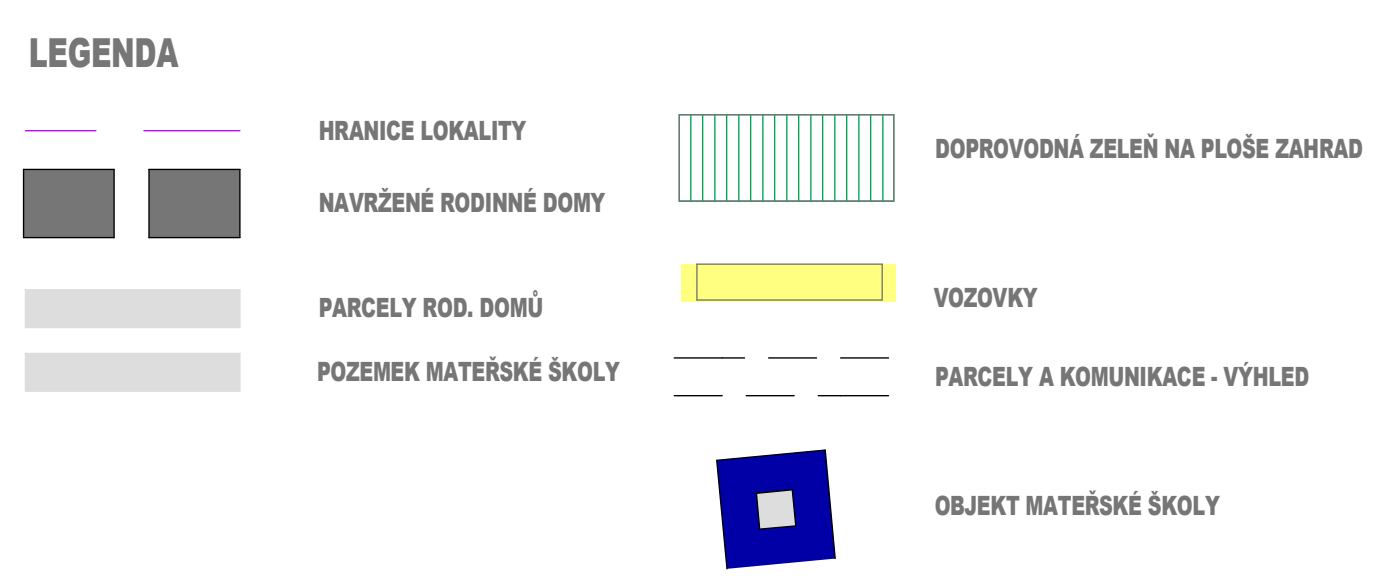 LEGENDA
HRANICE LOKALITY
NAVRŽENÉ RODINNÉ DOMY
PARCELY ROD. DOMŮ
POZEMEK MATEŘSKÉ ŠKOLY
DOPROVODNÁ ZELEŇ NA PLOŠE ZAHRAD
VOZOVKY
PARCELY A KOMUNIKACE - VÝHLED
OBJEKT MATEŘSKÉ ŠKOLY